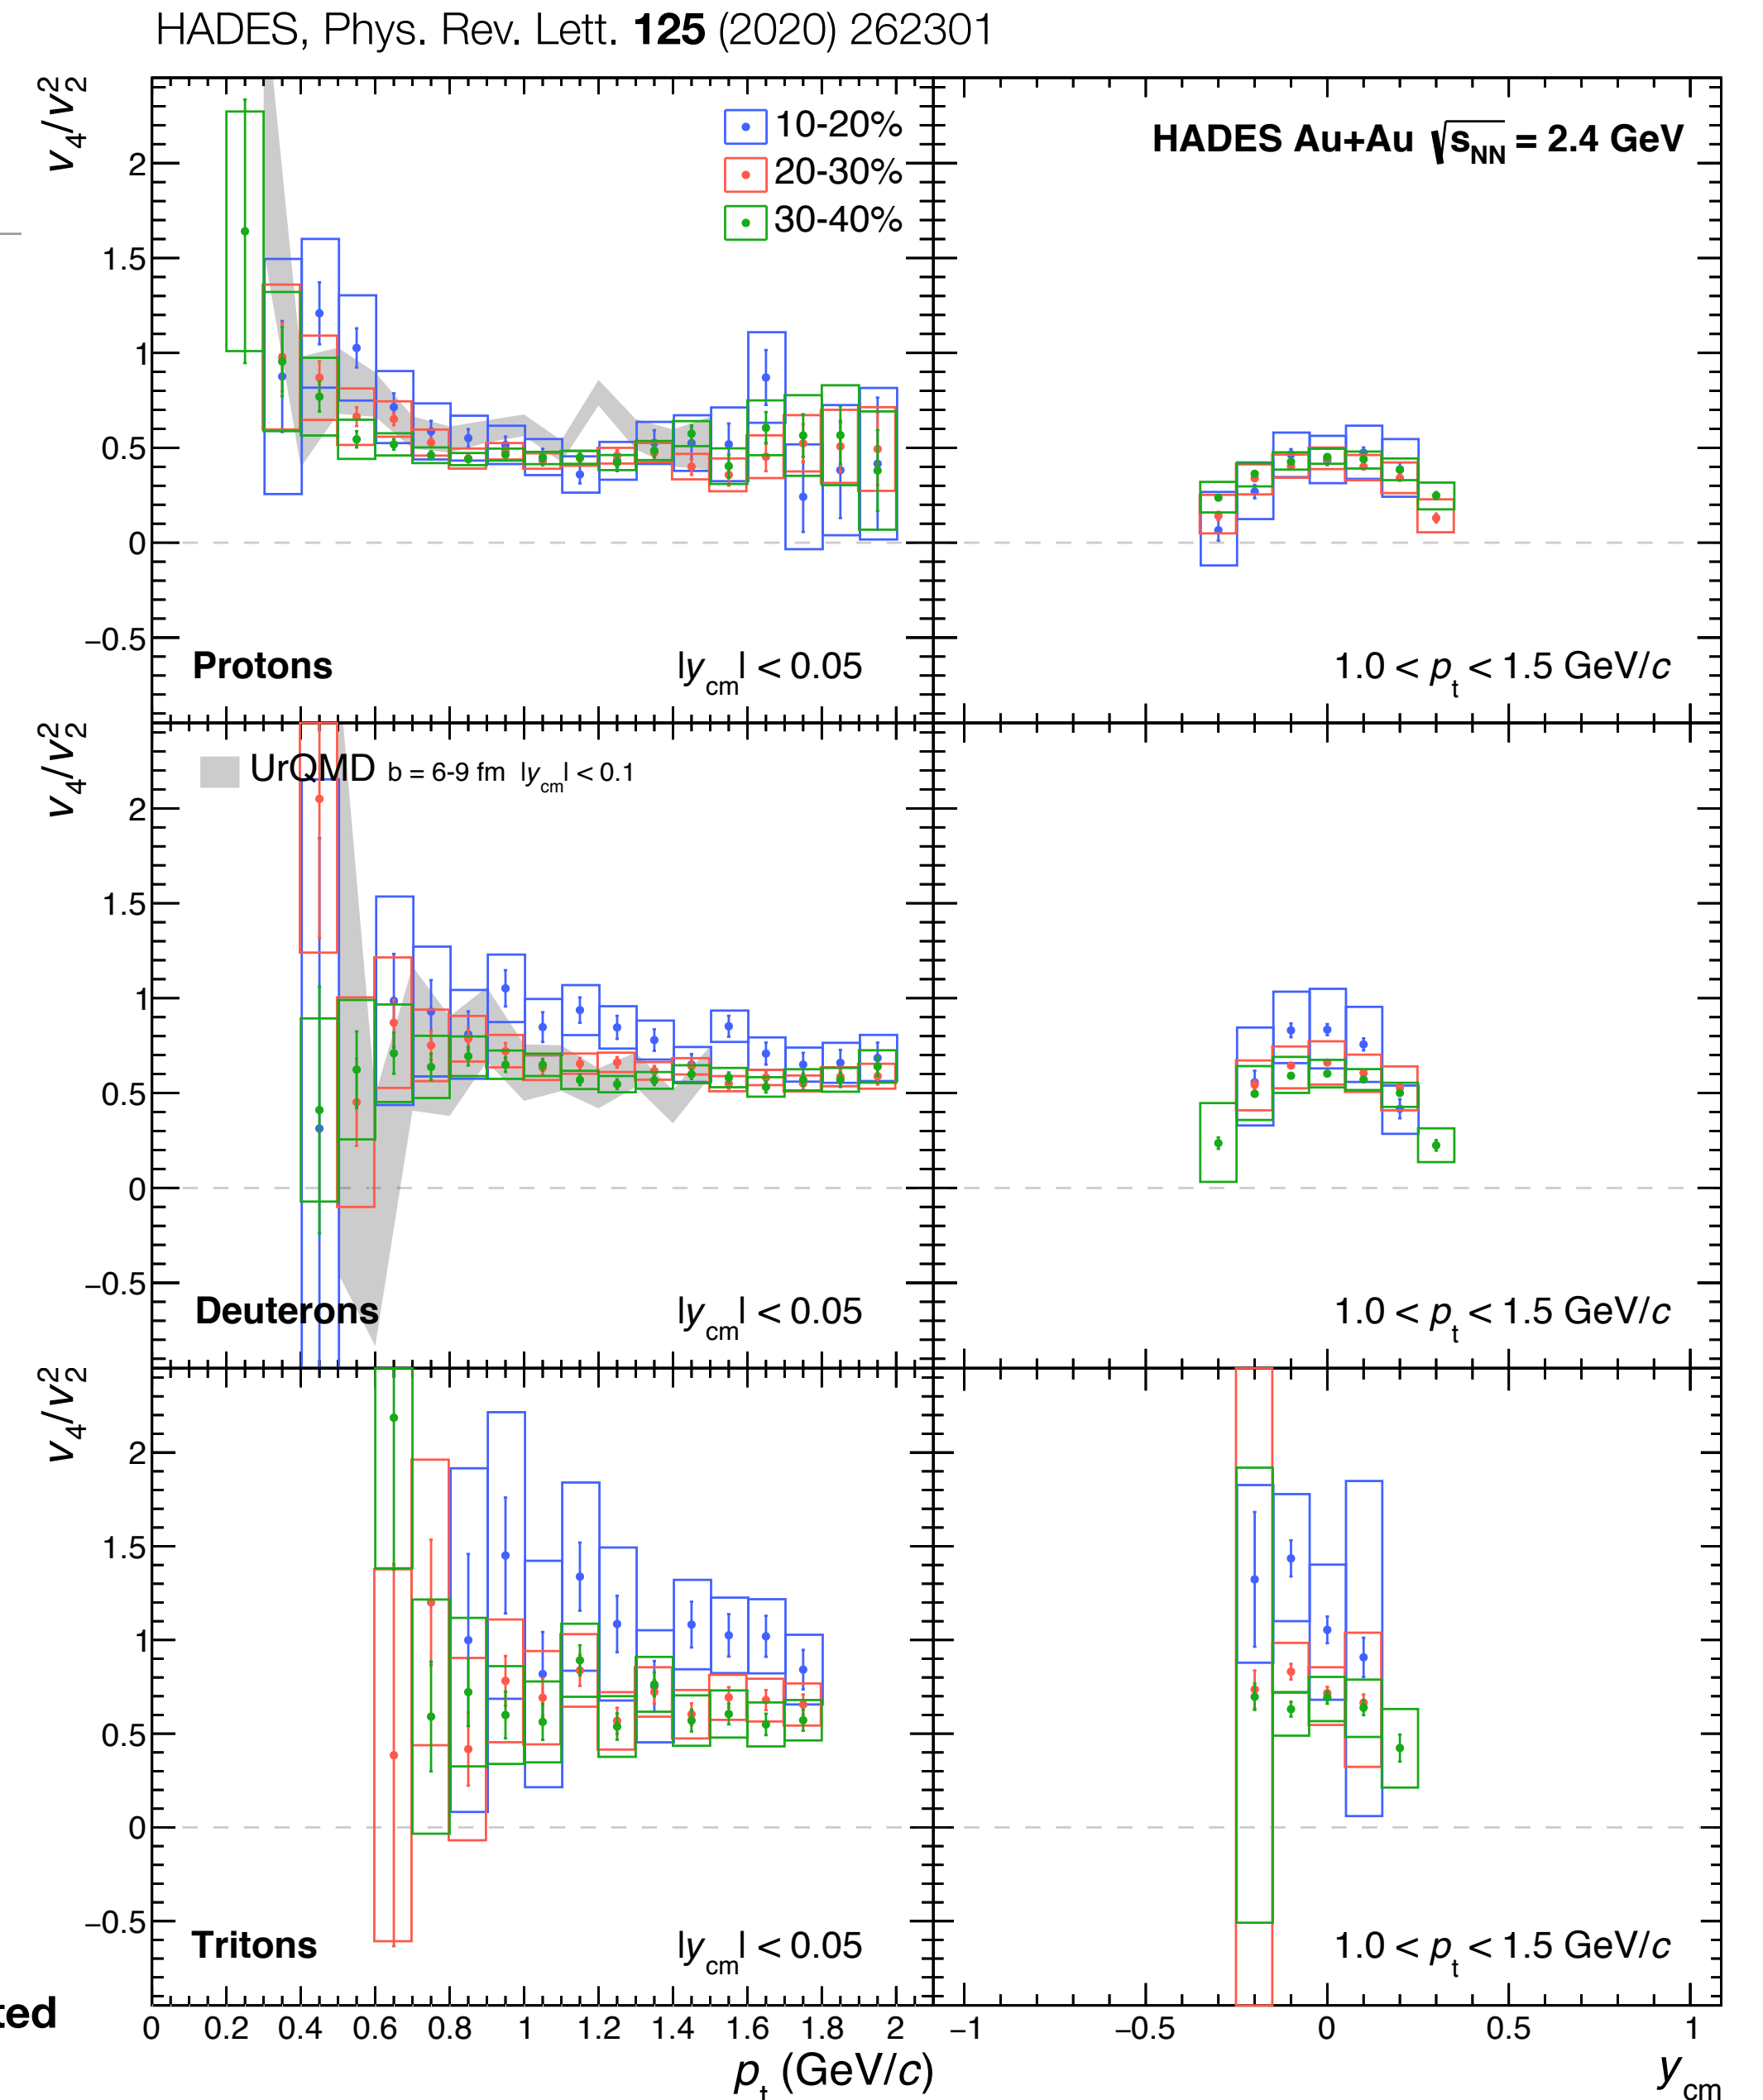 HADES, Phys. Rev. Lett. 125 (2020) 262301
v4/v2^2
2
1.5
1
0.5
0
−0.5
10-20%
20-30%
30-40%
Protons
|ycm| < 0.05
HADES Au+Au √sNN = 2.4 GeV
1.0 < pt < 1.5 GeV/c
v4/v2^2
2
1.5
1
0.5
0
−0.5
UrQMD b = 6-9 fm |ycm| < 0.1
Deuterons
|ycm| < 0.05
1.0 < pt < 1.5 GeV/c
v4/v2^2
2
1.5
1
0.5
0
−0.5
Tritons
|ycm| < 0.05
1.0 < pt < 1.5 GeV/c
0 0.2 0.4 0.6 0.8 1 1.2 1.4 1.6 1.8 2
−1 −0.5 0 0.5 1
pt (GeV/c)
ycm